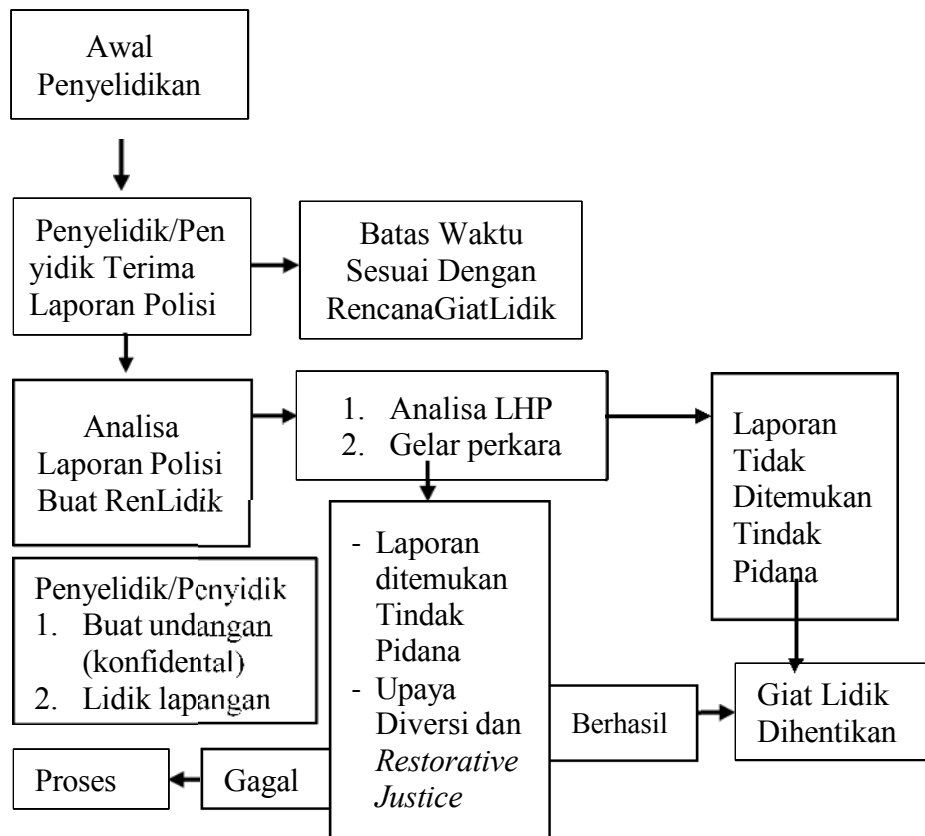 Awal
Penyelidikan
Penyelidik/Pen
yidik Terima
Laporan Polisi
Batas Waktu
Sesuai Dengan
RencanaGiatLidik
Analisa
Laporan Polisi
Buat RenLidik
1. Analisa LHP
2. Gelar perkara
Laporan
Tidak
Ditemukan
Tindak
Pidana
Penyelidik/Penyidik
1. Buat undangan
(konfidental)
2. Lidik lapangan
- Laporan
ditemukan
Tindak
Pidana
- Upaya
Diversi dan
Restorative
Justice
Berhasil
Giat Lidik
Dihentikan
Gagal
Proses